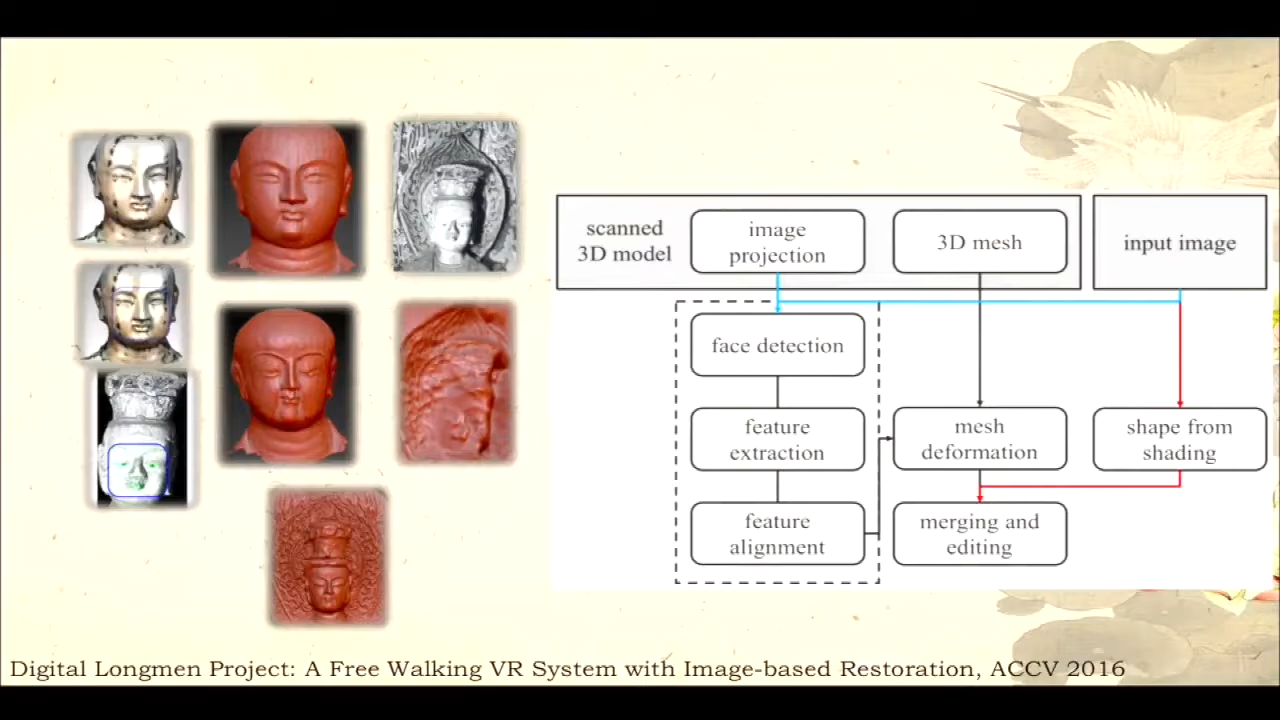 scanned
3D model
image
projection
3D mesh
input image
face detection
feature
extraction
mesh
deformation
shape from
shading
feature
alignment
merging and
editing
Digital Longmen Project: A Free Walking VR System with Image-based Restoration, ACCV 2016